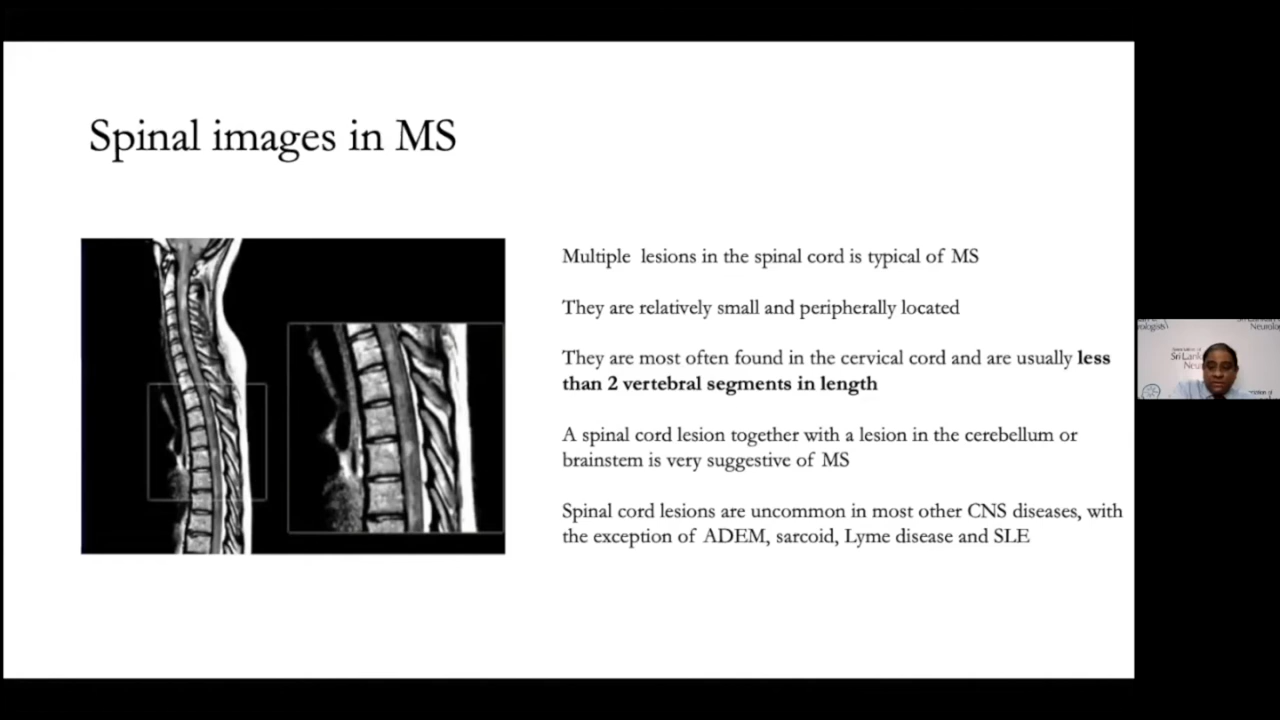 Spinal images in MS
Multiple lesions in the spinal cord is typical of MS
They are relatively small and peripherally located
They are most often found in the cervical cord and are usually less
than 2 vertebral segments in length
A spinal cord lesion together with a lesion in the cerebellum or
brainstem is very suggestive of MS
Spinal cord lesions are uncommon in most other CNS diseases, with
the exception of ADEM, sarcoid, Lyme disease and SLE
Sri Lanka